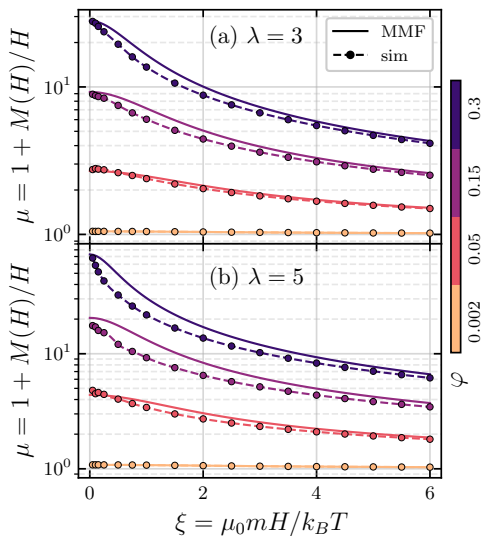 (a) λ = 3
MMF
sim
μ = 1 + M(H)/H
10¹
10⁰
(b) λ = 5
μ = 1 + M(H)/H
10¹
10⁰
0 2 4 6
ξ = μ₀mH/k_BT
0.3
0.15
0.05
0.002
φ